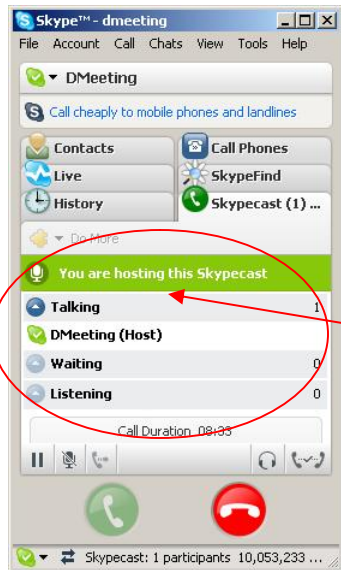 Skype™ - dmeeting
File Account Call Chats View Tools Help
DMeeting
Call cheaply to mobile phones and landlines
Contacts Call Phones
Live SkypeFind
History Skypecast (1) ...
Do More
You are hosting this Skypecast
Talking 1
DMeeting (Host)
Waiting 0
Listening 0
Call Duration 08:33
Skypecast: 1 participants 10,053,233 ...